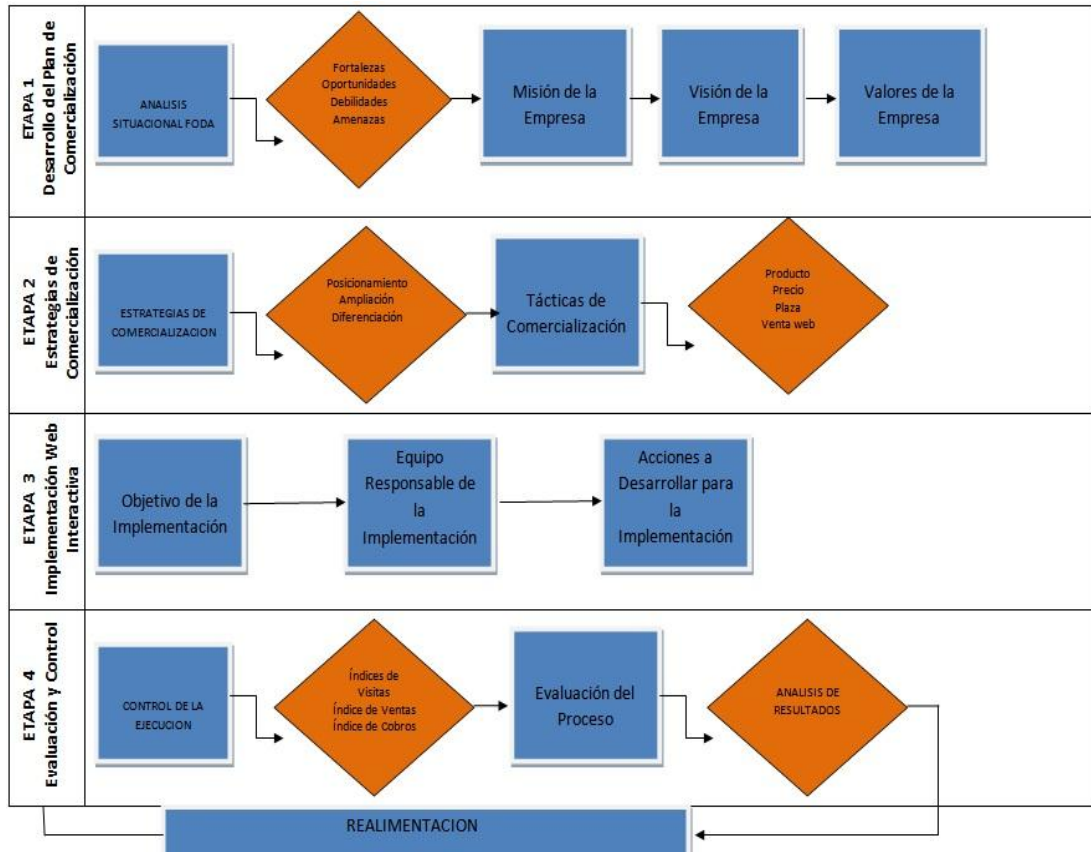 ETAPA 1
Desarrollo del Plan de
Comercialización
ANALISIS
SITUACIONAL FODA
Fortalezas
Oportunidades
Debilidades
Amenazas
Misión de la
Empresa
Visión de la
Empresa
Valores de la
Empresa
ETAPA 2
Estrategias de
Comercialización
ESTRATEGIAS DE
COMERCIALIZACION
Posicionamiento
Ampliación
Diferenciación
Tácticas de
Comercialización
Producto
Precio
Plaza
Venta web
ETAPA 3
Implementación Web
Interactiva
Objetivo de la
Implementación
Equipo
Responsable de
la
Implementación
Acciones a
Desarrollar para
la
Implementación
ETAPA 4
Evaluación y Control
CONTROL DE LA
EJECUCION
Índices de
Visitas
Índice de Ventas
Índice de Cobros
Evaluación del
Proceso
ANALISIS DE
RESULTADOS
REALIMENTACION